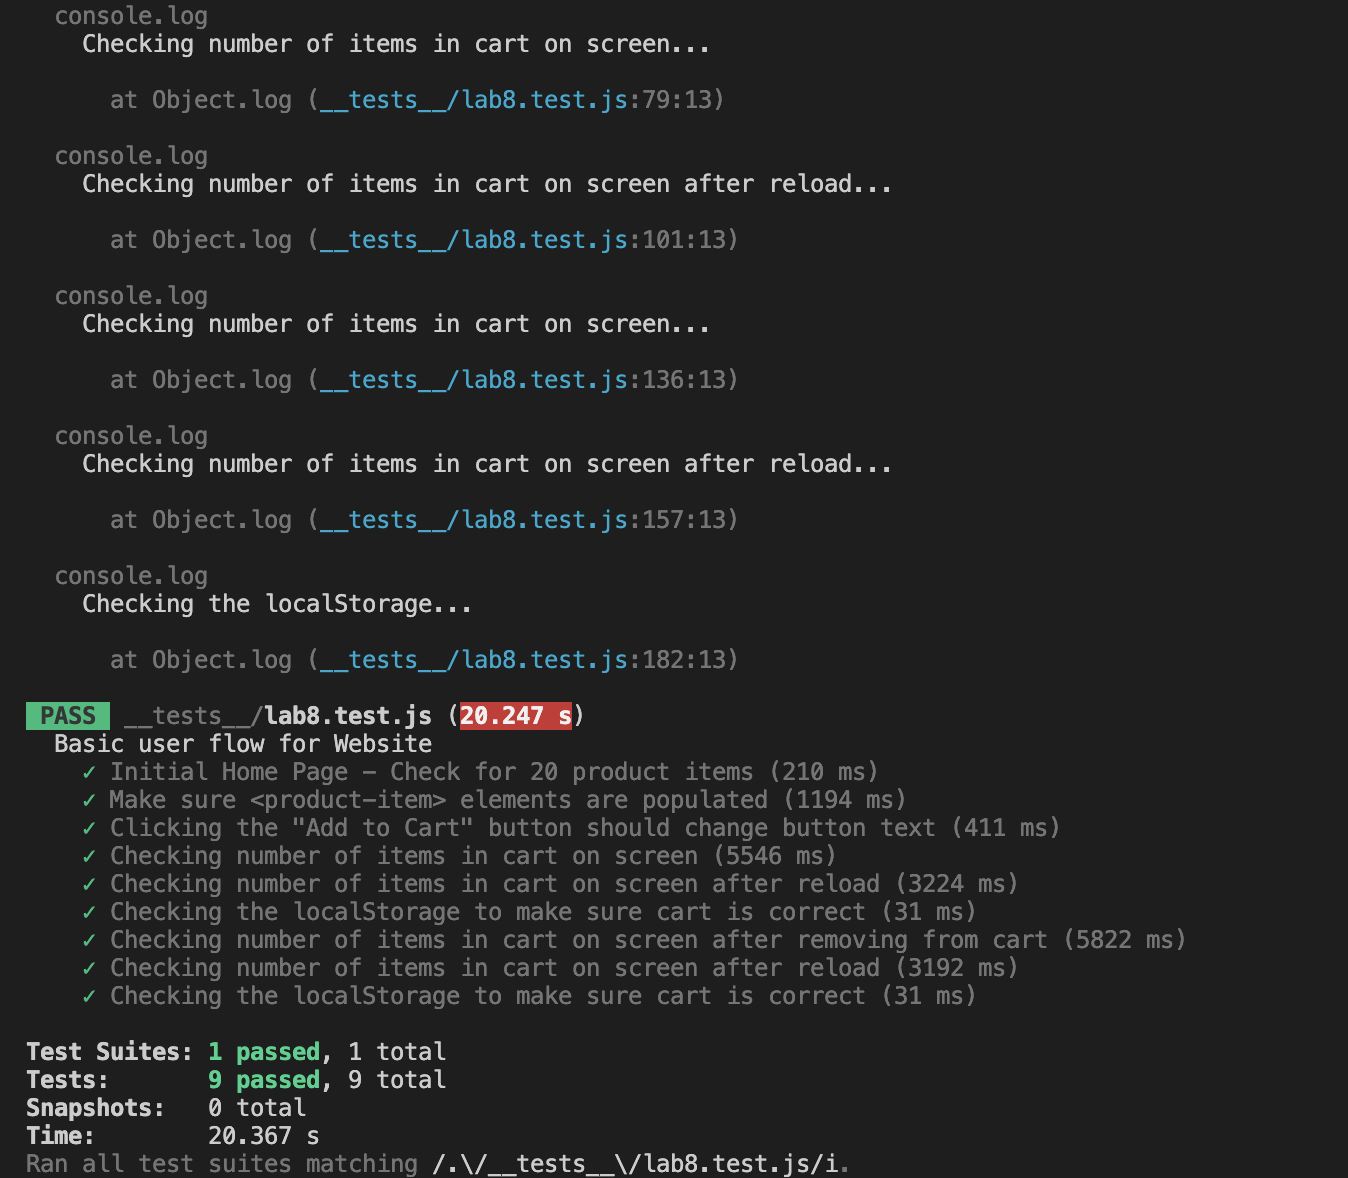 console.log
Checking number of items in cart on screen...
at Object.log (__tests__/lab8.test.js:79:13)
console.log
Checking number of items in cart on screen after reload...
at Object.log (__tests__/lab8.test.js:101:13)
console.log
Checking number of items in cart on screen...
at Object.log (__tests__/lab8.test.js:136:13)
console.log
Checking number of items in cart on screen after reload...
at Object.log (__tests__/lab8.test.js:157:13)
console.log
Checking the localStorage...
at Object.log (__tests__/lab8.test.js:182:13)
PASS __tests__/lab8.test.js (20.247 s)
Basic user flow for Website
✓ Initial Home Page – Check for 20 product items (210 ms)
✓ Make sure <product-item> elements are populated (1194 ms)
✓ Clicking the "Add to Cart" button should change button text (411 ms)
✓ Checking number of items in cart on screen (5546 ms)
✓ Checking number of items in cart on screen after reload (3224 ms)
✓ Checking the localStorage to make sure cart is correct (31 ms)
✓ Checking number of items in cart on screen after removing from cart (5822 ms)
✓ Checking number of items in cart on screen after reload (3192 ms)
✓ Checking the localStorage to make sure cart is correct (31 ms)
Test Suites: 1 passed, 1 total
Tests: 9 passed, 9 total
Snapshots: 0 total
Time: 20.367 s
Ran all test suites matching /.\/__tests__\/lab8.test.js/i.